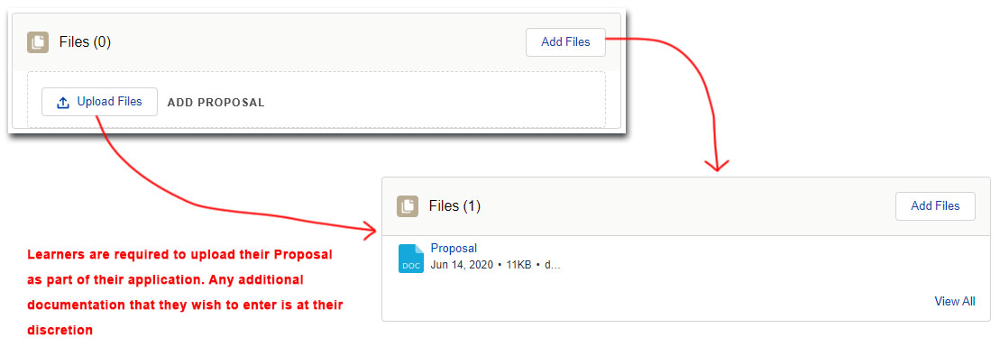 Files (0)
Add Files
Upload Files
ADD PROPOSAL
Files (1)
Add Files
Proposal
DOC
Jun 14, 2020 • 11KB • d...
View All
Learners are required to upload their Proposal
as part of their application. Any additional
documentation that they wish to enter is at their
discretion